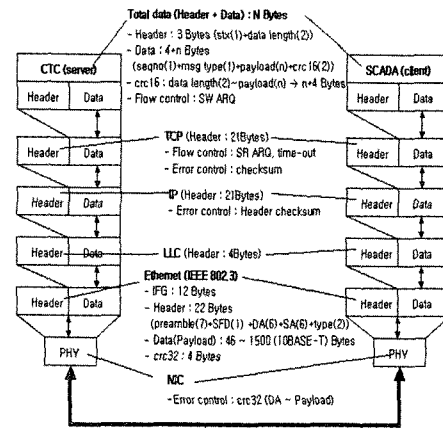 Total data (Header + Data) : N Bytes
- Header : 3 Bytes (stx(1)+data length(2))
- Data : 4+n Bytes
(seqno(1)+msg type(1)+payload(n)+crc16(2))
- crc16 : data length(2)~payload(n) → n+4 Bytes
- Flow control : SW ARQ
CTC (server)
Header Data
SCADA (client)
Header Data
TCP (Header : 21Bytes)
- Flow control : SR ARQ, time-out
- Error control : checksum
Header Data
Header Data
IP (Header : 21Bytes)
- Error control : Header checksum
Header Data
Header Data
LLC (Header : 4Bytes)
Header Data
Header Data
Ethernet (IEEE 802.3)
- IFG : 12 Bytes
- Header : 22 Bytes
(preamble(7)+SFD(1) +DA(6)+SA(6)+type(2))
- Data(Payload) : 46 ~ 1500 (10BASE-T) Bytes
- crc32 : 4 Bytes
Header Data
Header Data
PHY
PHY
NIC
-Error control : crc32 (DA ~ Payload)